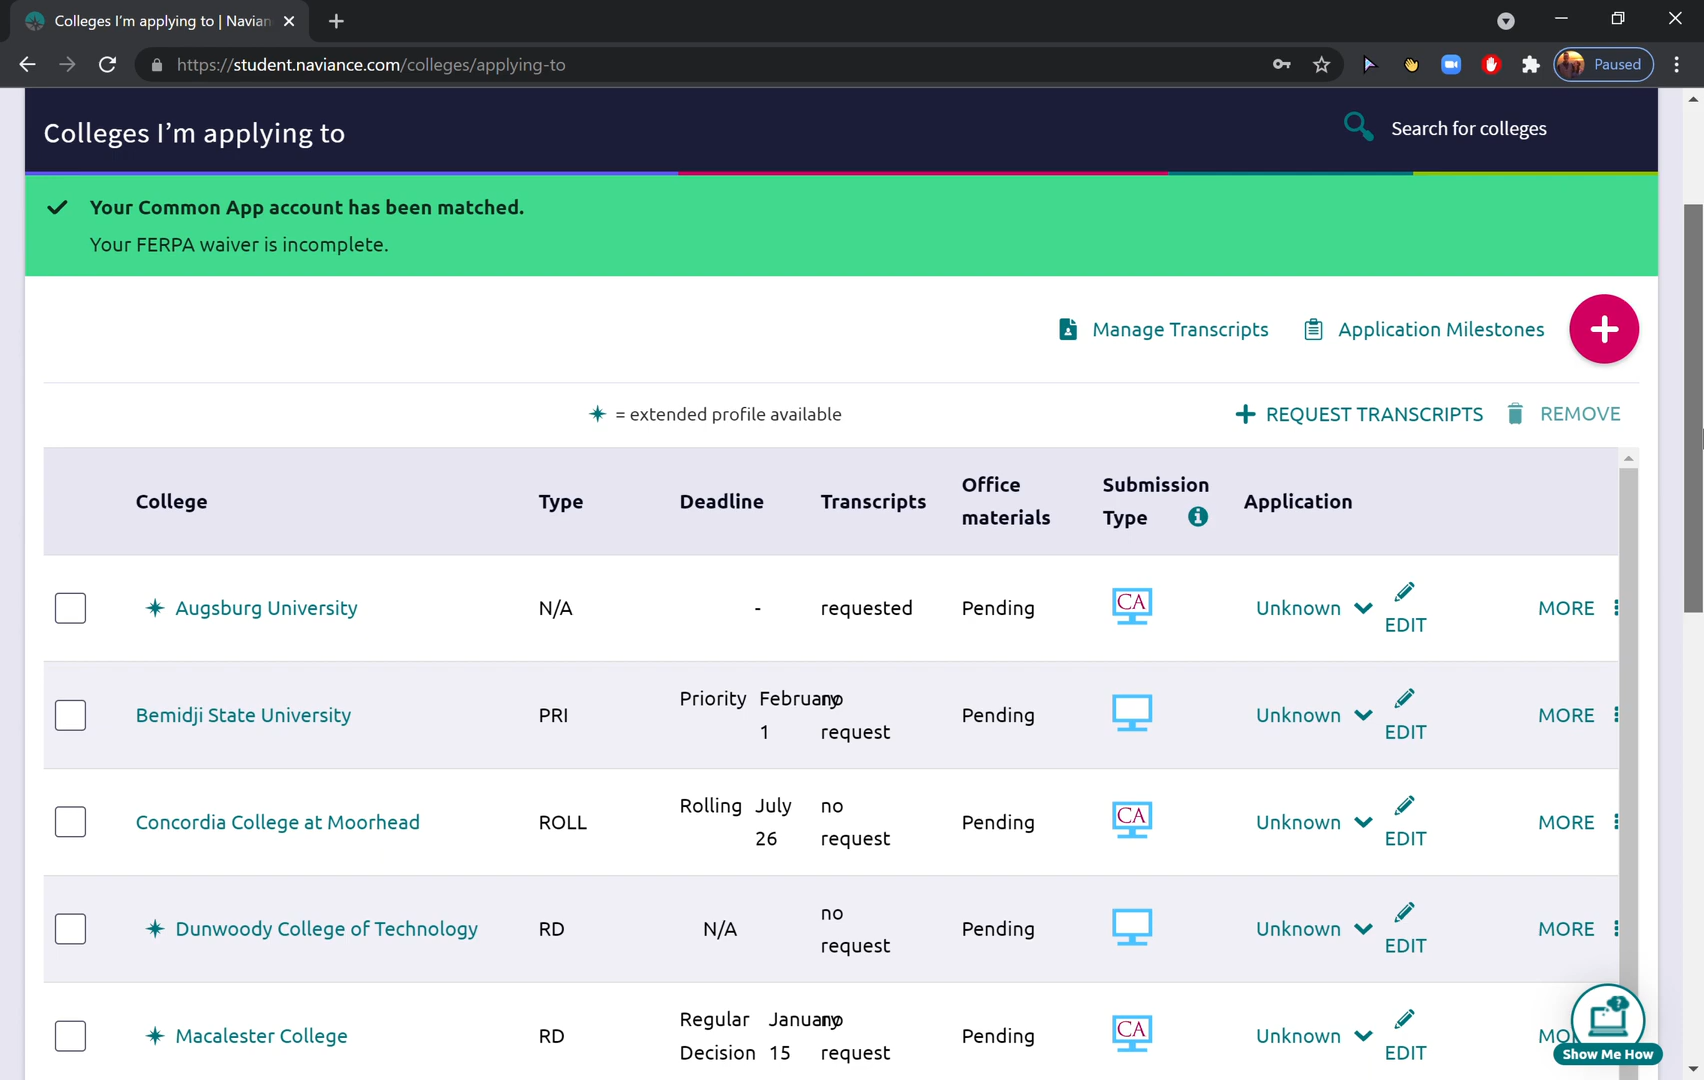 Colleges I'm applying to | Navian
https://student.naviance.com/colleges/applying-to
Paused
Colleges I'm applying to
Search for colleges
Your Common App account has been matched.
Your FERPA waiver is incomplete.
Manage Transcripts
Application Milestones
= extended profile available
REQUEST TRANSCRIPTS
REMOVE
College
Type
Deadline
Transcripts
Office
materials
Submission
Type
Application
Augsburg University
N/A
-
requested
Pending
CA
Unknown
EDIT
MORE
Bemidji State University
PRI
Priority February
1
no
request
Pending
Unknown
EDIT
MORE
Concordia College at Moorhead
ROLL
Rolling July
26
no
request
Pending
CA
Unknown
EDIT
MORE
Dunwoody College of Technology
RD
N/A
no
request
Pending
Unknown
EDIT
MORE
Macalester College
RD
Regular January
Decision 15
no
request
Pending
CA
Unknown
EDIT
MO
Show Me How